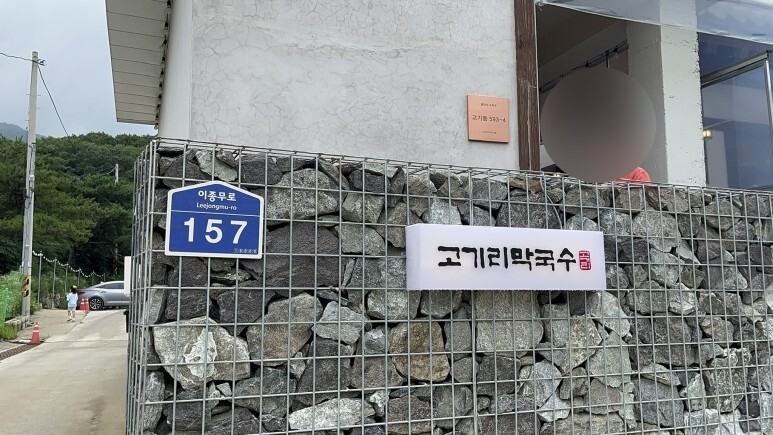 고기동 593-4
이종무로
Leejongmu-ro
157
고기리막국수